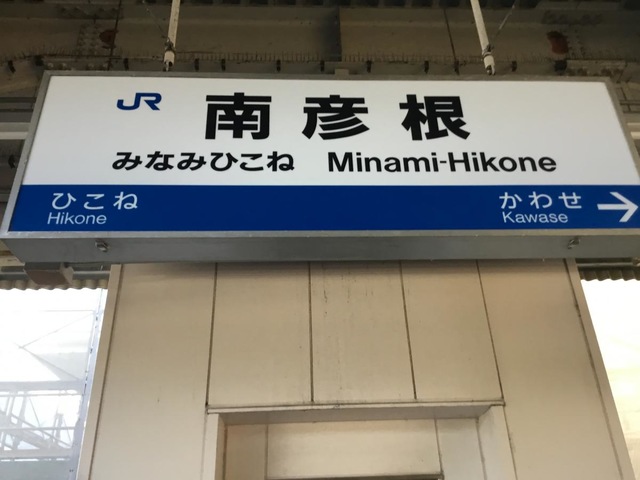 JR 南彦根
みなみひこね Minami-Hikone
ひこね かわせ →
Hikone Kawase